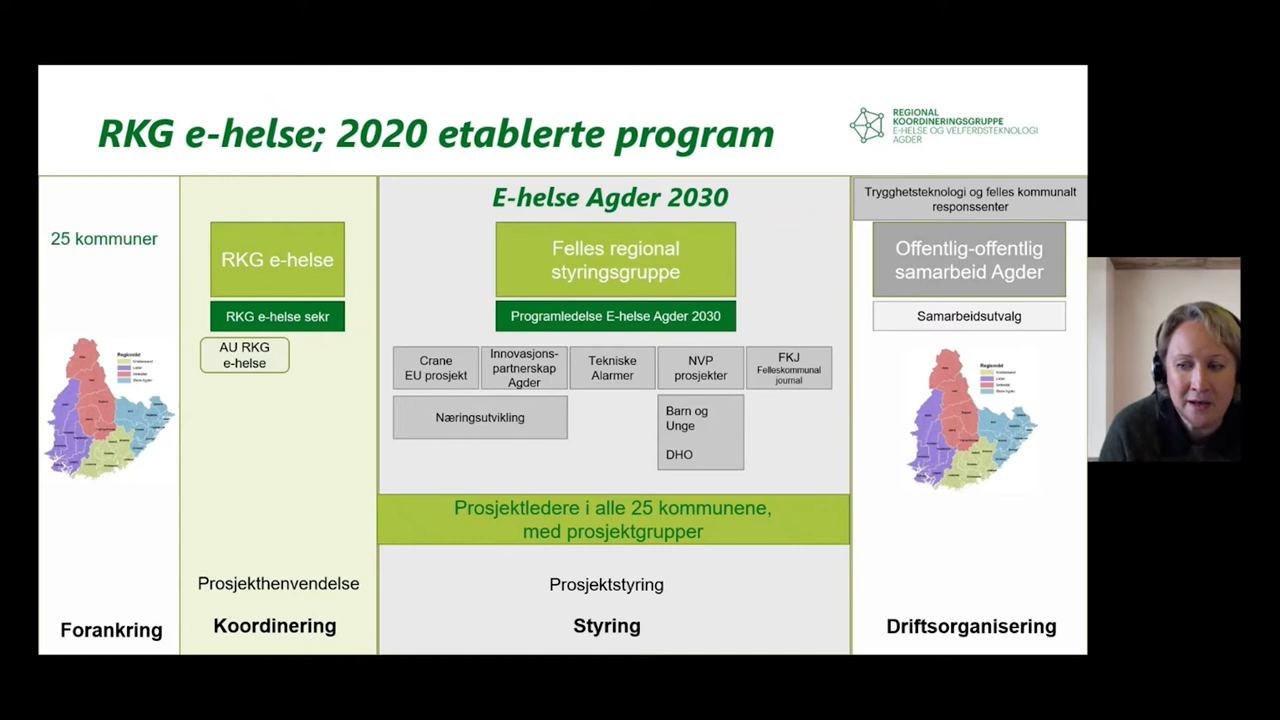 RKG e-helse; 2020 etablerte program
REGIONAL
KOORDINERINGSGRUPPE
E-HELSE OG VELFERDSTEKNOLOGI
AGDER
25 kommuner
Regionråd
RKG e-helse
RKG e-helse sekr
AU RKG
e-helse
Prosjekthenvendelse
E-helse Agder 2030
Felles regional
styringsgruppe
Programledelse E-helse Agder 2030
Crane
EU prosjekt
Innovasjons-
partnerskap
Agder
Tekniske
Alarmer
NVP
prosjekter
FKJ
Felleskommunal
journal
Næringsutvikling
Barn og
Unge
DHO
Prosjektledere i alle 25 kommunene,
med prosjektgrupper
Prosjektstyring
Trygghetsteknologi og felles kommunalt
responssenter
Offentlig-offentlig
samarbeid Agder
Samarbeidsutvalg
Regionråd
Forankring
Koordinering
Styring
Driftsorganisering